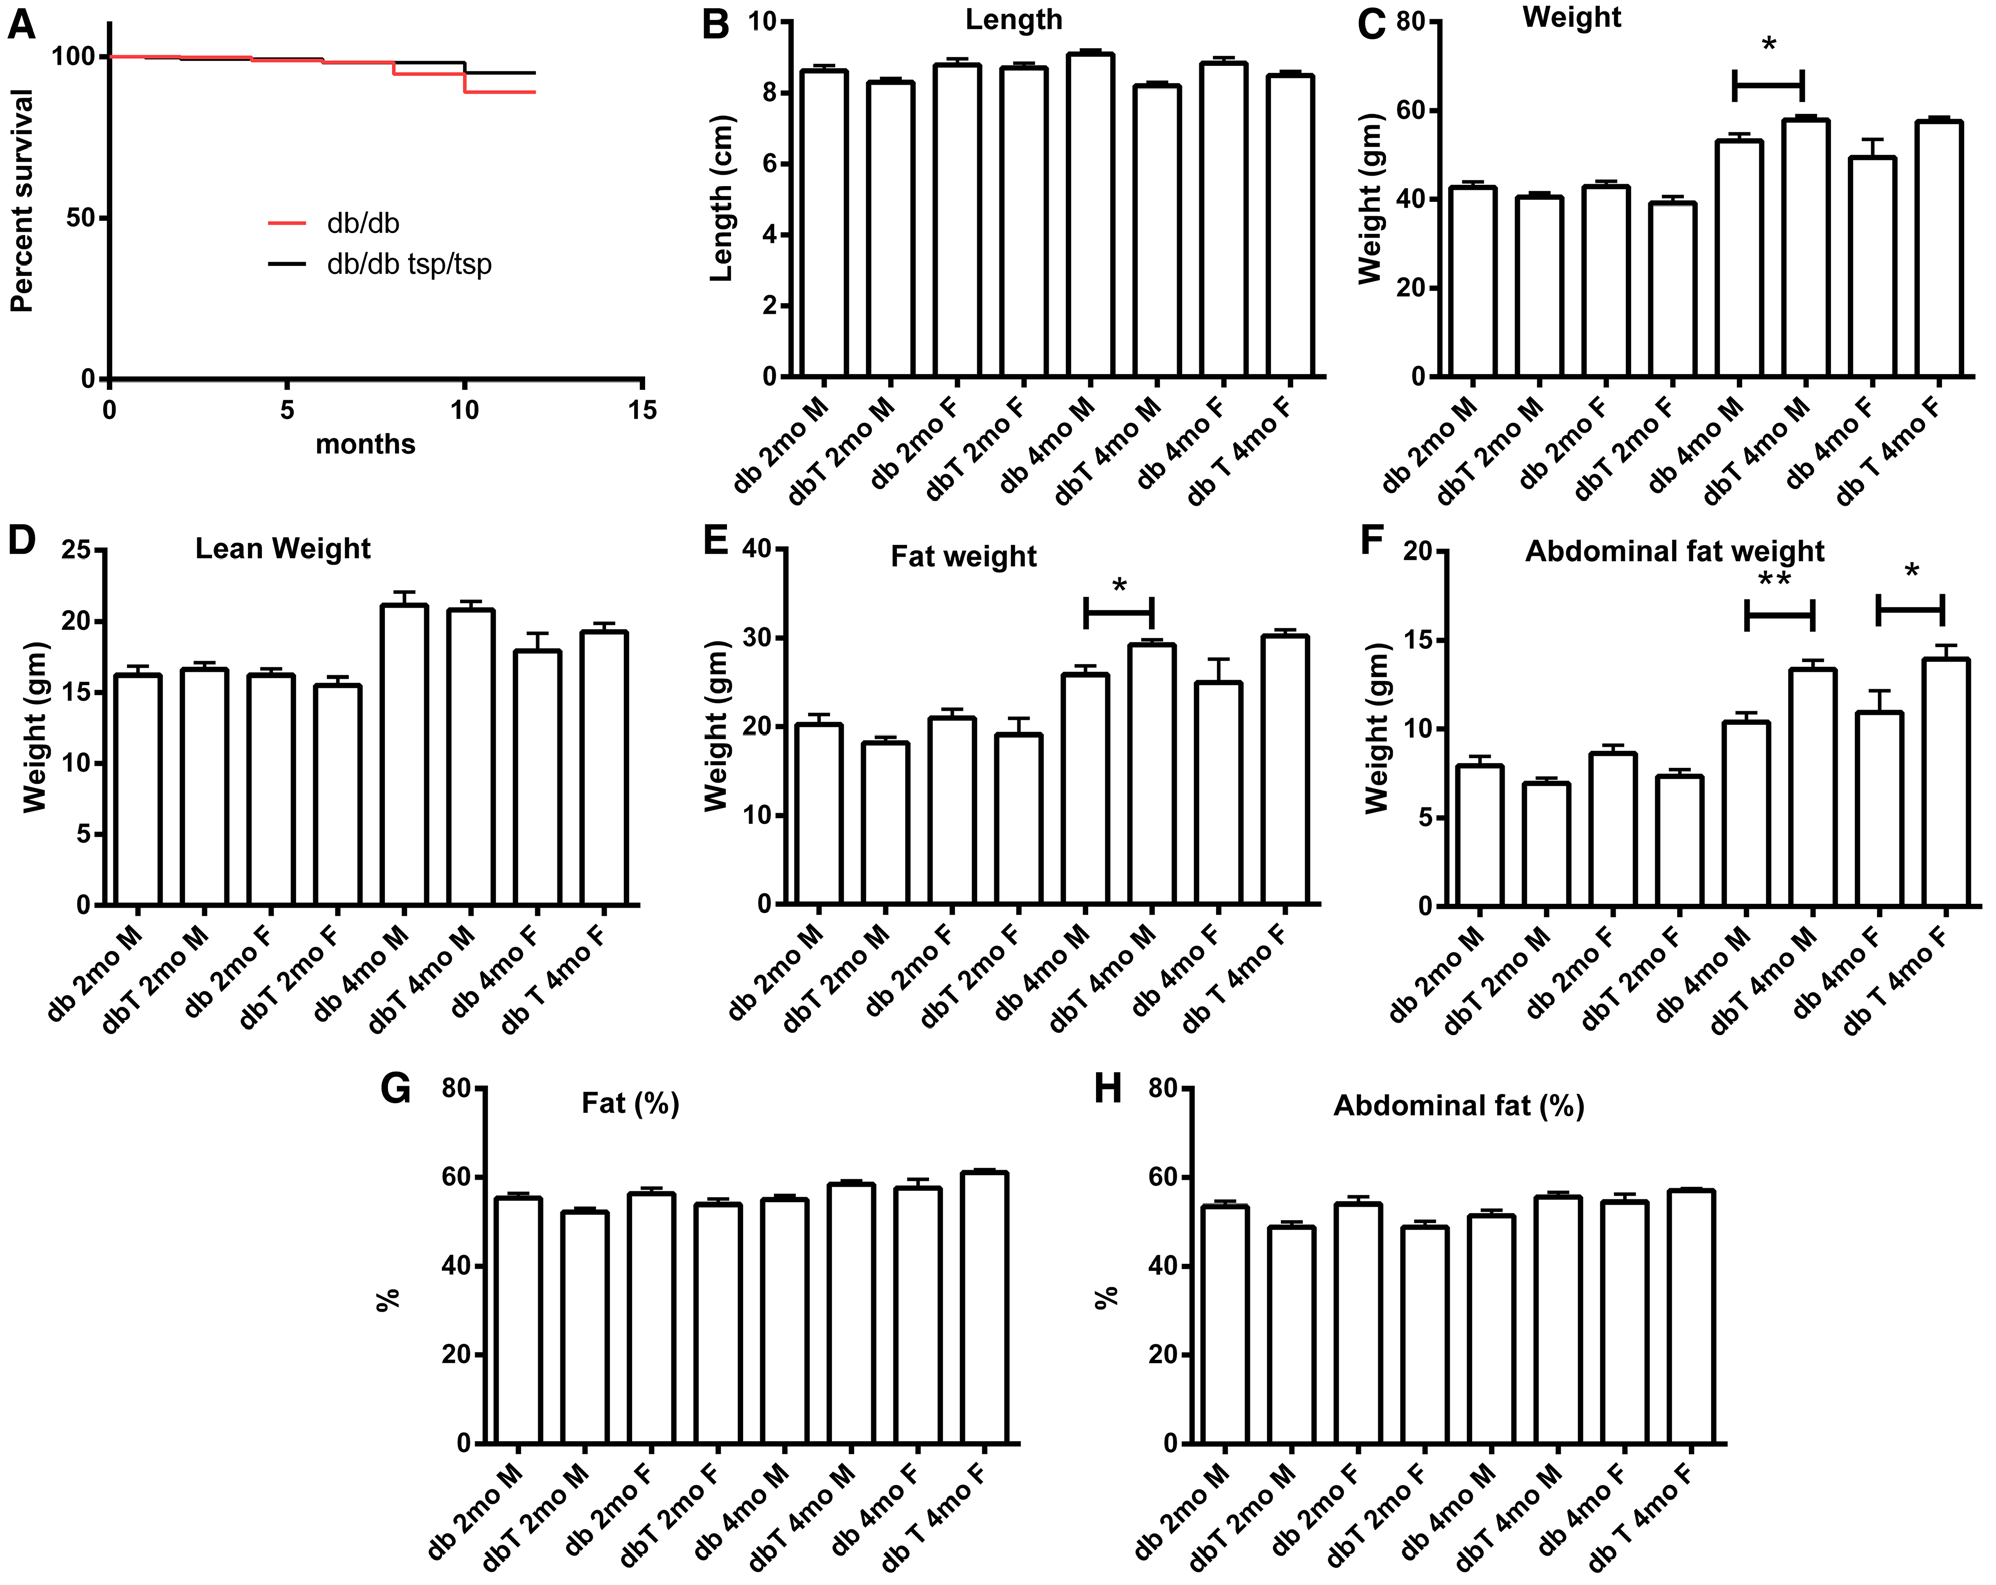 A
Percent survival
100
50
0
0 5 10 15
months
db/db
db/db tsp/tsp
B
Length
Length (cm)
10
8
6
4
2
0
db 2mo M
dbT 2mo M
db 2mo F
dbT 2mo F
db 4mo M
dbT 4mo M
db 4mo F
db T 4mo F
C
Weight
Weight (gm)
80
60
40
20
0
*
db 2mo M
dbT 2mo M
db 2mo F
dbT 2mo F
db 4mo M
dbT 4mo M
db 4mo F
db T 4mo F
D
Lean Weight
Weight (gm)
25
20
15
10
5
0
db 2mo M
dbT 2mo M
db 2mo F
dbT 2mo F
db 4mo M
dbT 4mo M
db 4mo F
db T 4mo F
E
Fat weight
Weight (gm)
40
30
20
10
0
*
db 2mo M
dbT 2mo M
db 2mo F
dbT 2mo F
db 4mo M
dbT 4mo M
db 4mo F
db T 4mo F
F
Abdominal fat weight
Weight (gm)
20
15
10
5
0
**
*
db 2mo M
dbT 2mo M
db 2mo F
dbT 2mo F
db 4mo M
dbT 4mo M
db 4mo F
db T 4mo F
G
Fat (%)
%
80
60
40
20
0
db 2mo M
dbT 2mo M
db 2mo F
dbT 2mo F
db 4mo M
dbT 4mo M
db 4mo F
db T 4mo F
H
Abdominal fat (%)
%
80
60
40
20
0
db 2mo M
dbT 2mo M
db 2mo F
dbT 2mo F
db 4mo M
dbT 4mo M
db 4mo F
db T 4mo F